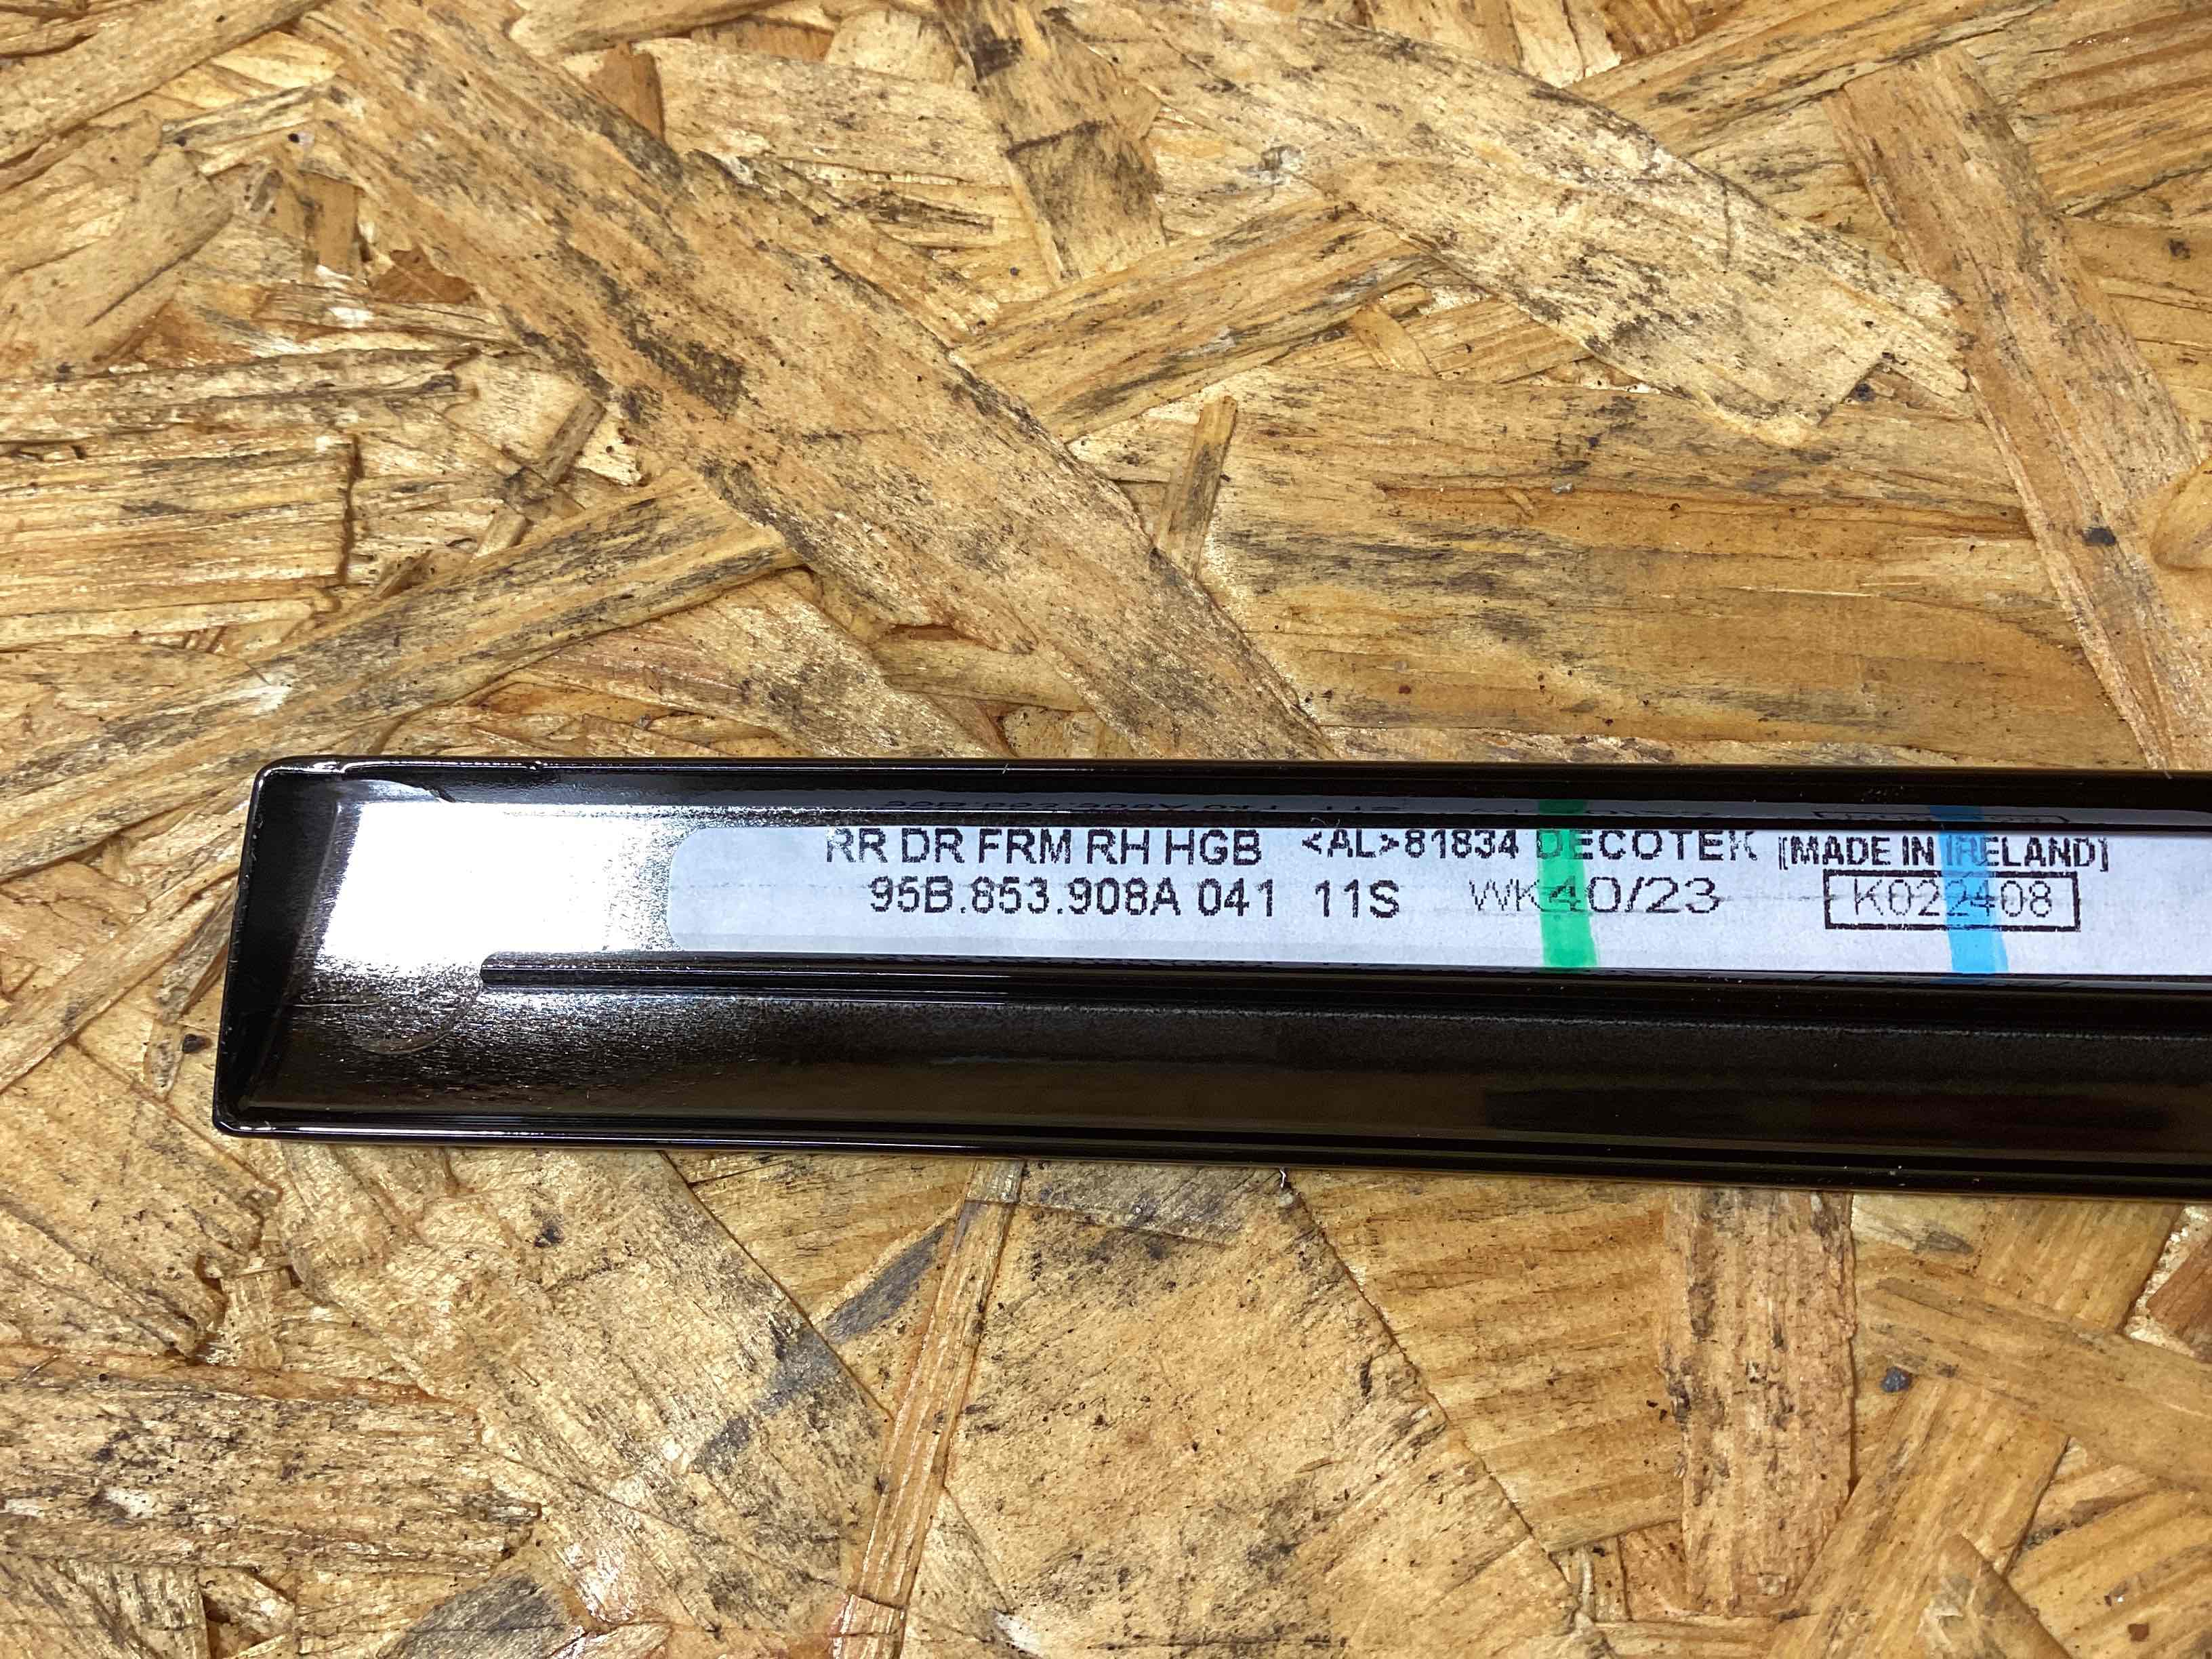 RR DR FRM RH HGB <AL>81834 DECOTEK [MADE IN IRELAND]
95B.853.908A 041 11S WK40/23 K022408